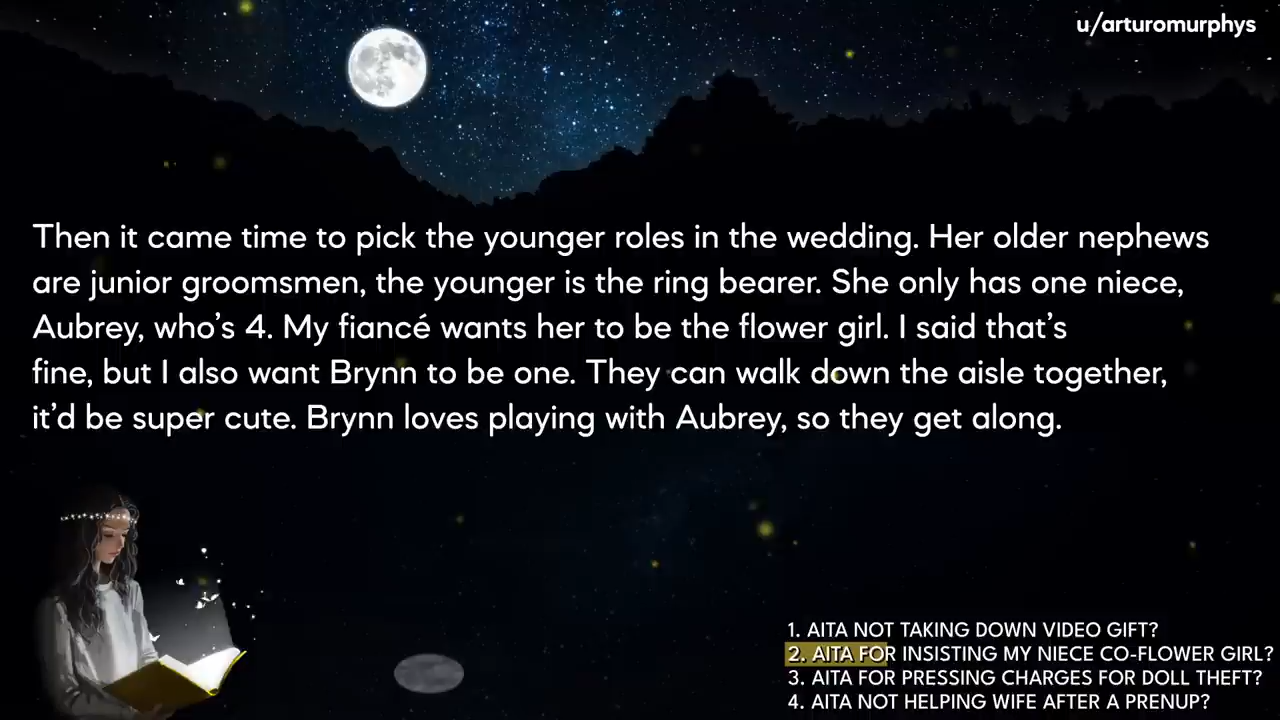 u/arturomurphys
Then it came time to pick the younger roles in the wedding. Her older nephews
are junior groomsmen, the younger is the ring bearer. She only has one niece,
Aubrey, who's 4. My fiancé wants her to be the flower girl. I said that's
fine, but I also want Brynn to be one. They can walk down the aisle together,
it'd be super cute. Brynn loves playing with Aubrey, so they get along.
1. AITA NOT TAKING DOWN VIDEO GIFT?
2. AITA FOR INSISTING MY NIECE CO-FLOWER GIRL?
3. AITA FOR PRESSING CHARGES FOR DOLL THEFT?
4. AITA NOT HELPING WIFE AFTER A PRENUP?